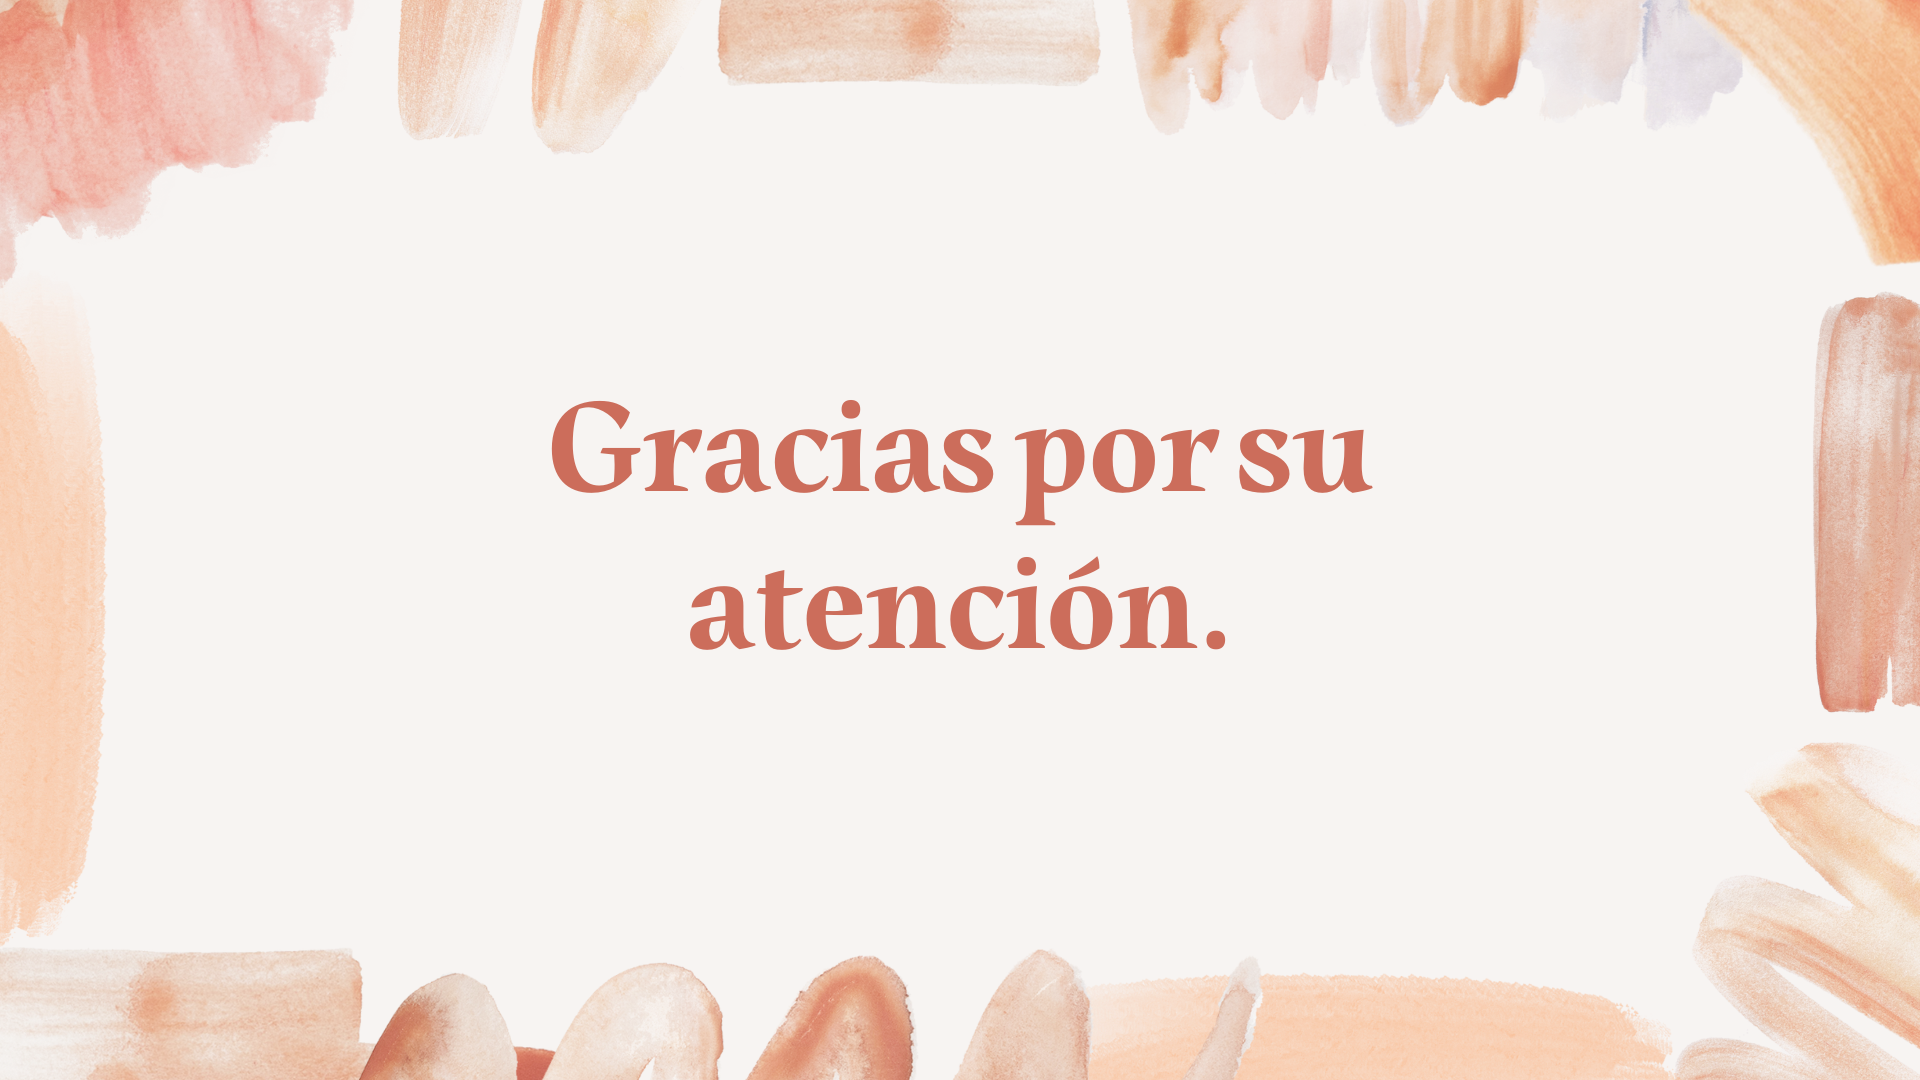 Gracias por su
atención.